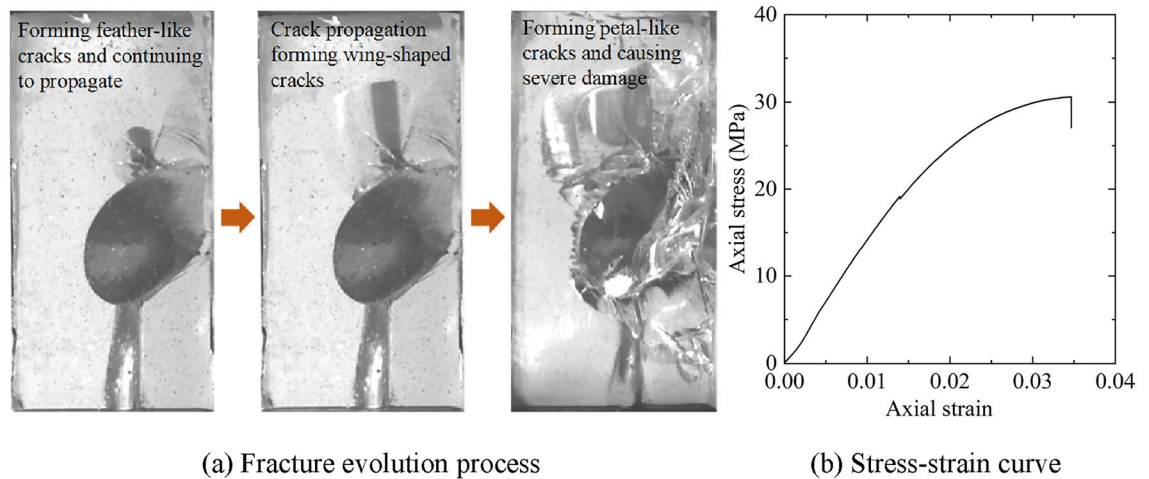 Forming feather-like
cracks and continuing
to propagate
Crack propagation
forming wing-shaped
cracks
Forming petal-like
cracks and causing
severe damage
40
30
20
10
0
Axial stress (MPa)
0.00 0.01 0.02 0.03 0.04
Axial strain
(a) Fracture evolution process
(b) Stress-strain curve